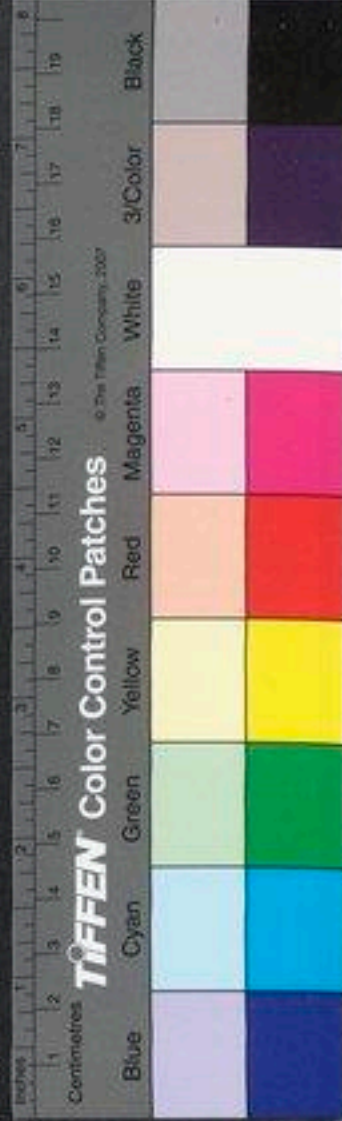 Inches 1 2 3 4 5 6 7 8
Centimetres 1 2 3 4 5 6 7 8 9 10 11 12 13 14 15 16 17 18 19
TIFFEN Color Control Patches © The Tiffen Company, 2007
Blue Cyan Green Yellow Red Magenta White 3/Color Black